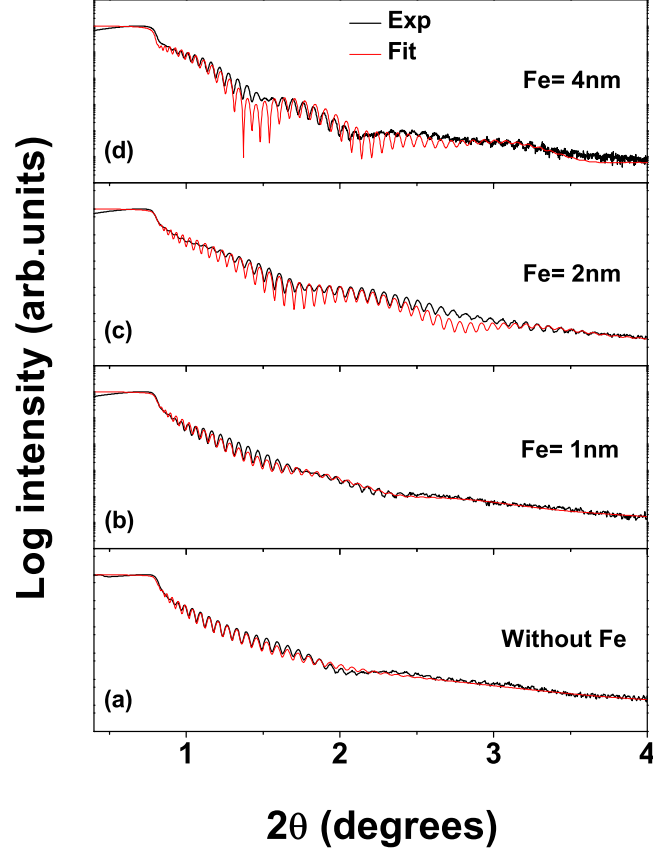 Exp
Fit
Fe= 4nm
(d)
Fe= 2nm
(c)
Fe= 1nm
(b)
Without Fe
(a)
Log intensity (arb.units)
1 2 3 4
2θ (degrees)